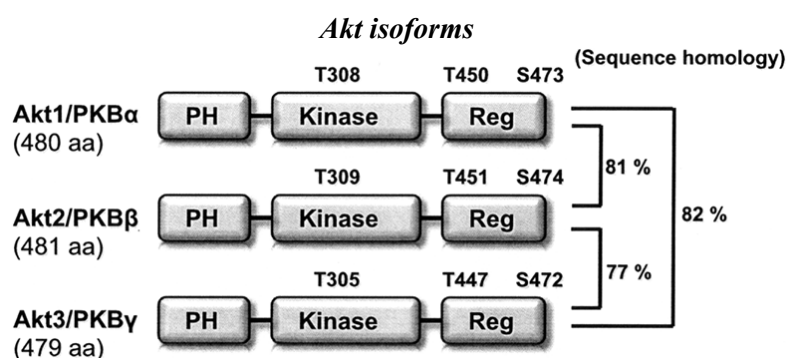 Akt isoforms
(Sequence homology)
T308 T450 S473
Akt1/PKBα PH Kinase Reg
(480 aa)
81 %
T309 T451 S474
Akt2/PKBβ PH Kinase Reg
(481 aa)
82 %
77 %
T305 T447 S472
Akt3/PKBγ PH Kinase Reg
(479 aa)